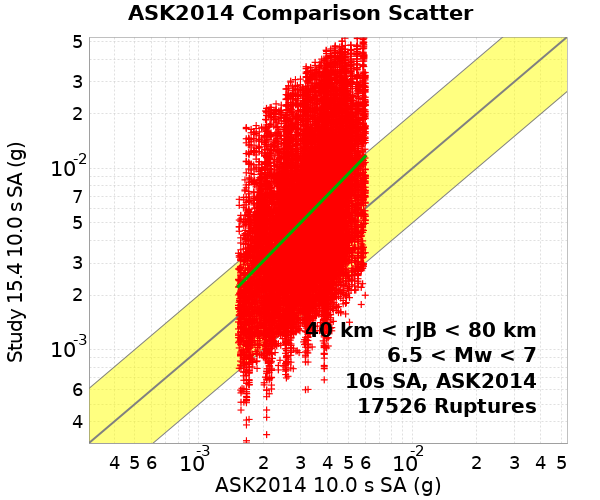 ASK2014 Comparison Scatter
5
3
2
10-2
7
5
3
2
10-3
6
4
Study 15.4 10.0 s SA (g)
40 km < rJB < 80 km
6.5 < Mw < 7
10s SA, ASK2014
17526 Ruptures
4 5 6 10-3 2 3 4 5 6 10-2 2 3 4 5
ASK2014 10.0 s SA (g)